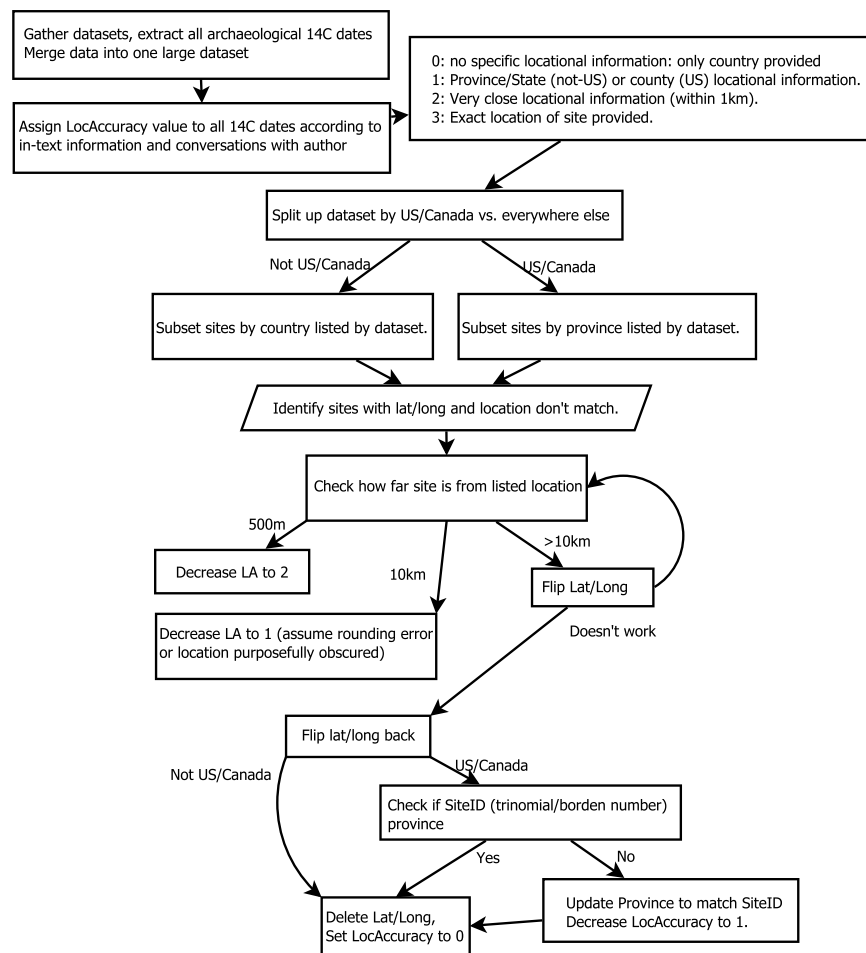 Gather datasets, extract all archaeological 14C dates
Merge data into one large dataset
0: no specific locational information: only country provided
1: Province/State (not-US) or county (US) locational information.
2: Very close locational information (within 1km).
3: Exact location of site provided.
Assign LocAccuracy value to all 14C dates according to
in-text information and conversations with author
Split up dataset by US/Canada vs. everywhere else
Not US/Canada
US/Canada
Subset sites by country listed by dataset.
Subset sites by province listed by dataset.
Identify sites with lat/long and location don't match.
Check how far site is from listed location
500m
10km
>10km
Decrease LA to 2
Flip Lat/Long
Decrease LA to 1 (assume rounding error
or location purposefully obscured)
Doesn't work
Flip lat/long back
Not US/Canada
US/Canada
Check if SiteID (trinomial/borden number)
province
Yes
No
Delete Lat/Long,
Set LocAccuracy to 0
Update Province to match SiteID
Decrease LocAccuracy to 1.